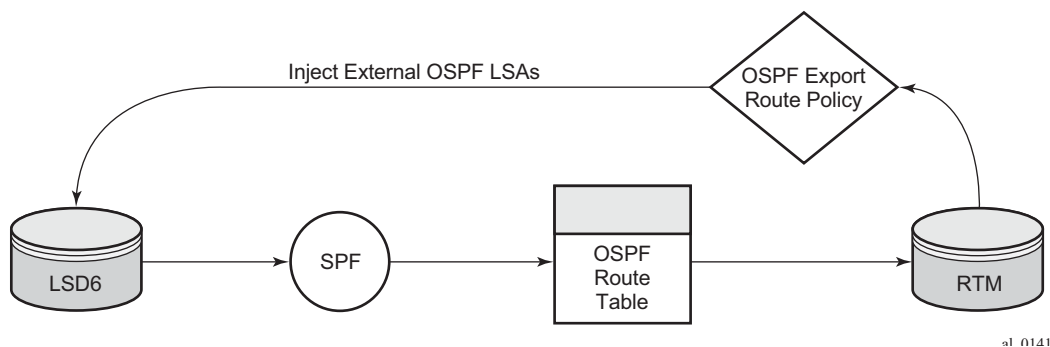 Inject External OSPF LSAs
OSPF Export
Route Policy
LSD6
SPF
OSPF
Route
Table
RTM
al_0141